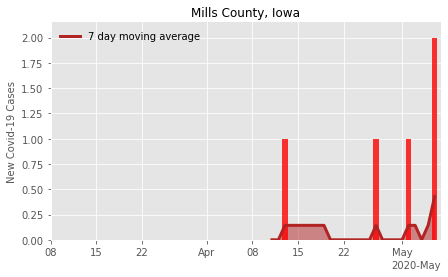 Mills County, Iowa
7 day moving average
New Covid-19 Cases
2.00
1.75
1.50
1.25
1.00
0.75
0.50
0.25
0.00
08 15 22 Apr 08 15 22 May
2020-May